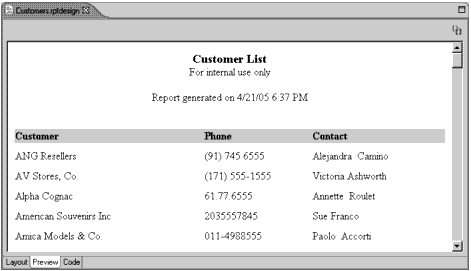 Customers.rptdesign
Customer List
For internal use only
Report generated on 4/21/05 6:37 PM
Customer Phone Contact
ANG Resellers (91) 745 6555 Alejandra Camino
AV Stores, Co. (171) 555-1555 Victoria Ashworth
Alpha Cognac 61.77.6555 Annette Roulet
American Souvenirs Inc 2035557845 Sue Franco
Amica Models & Co. 011-4988555 Paolo Accorti
Layout Preview Code